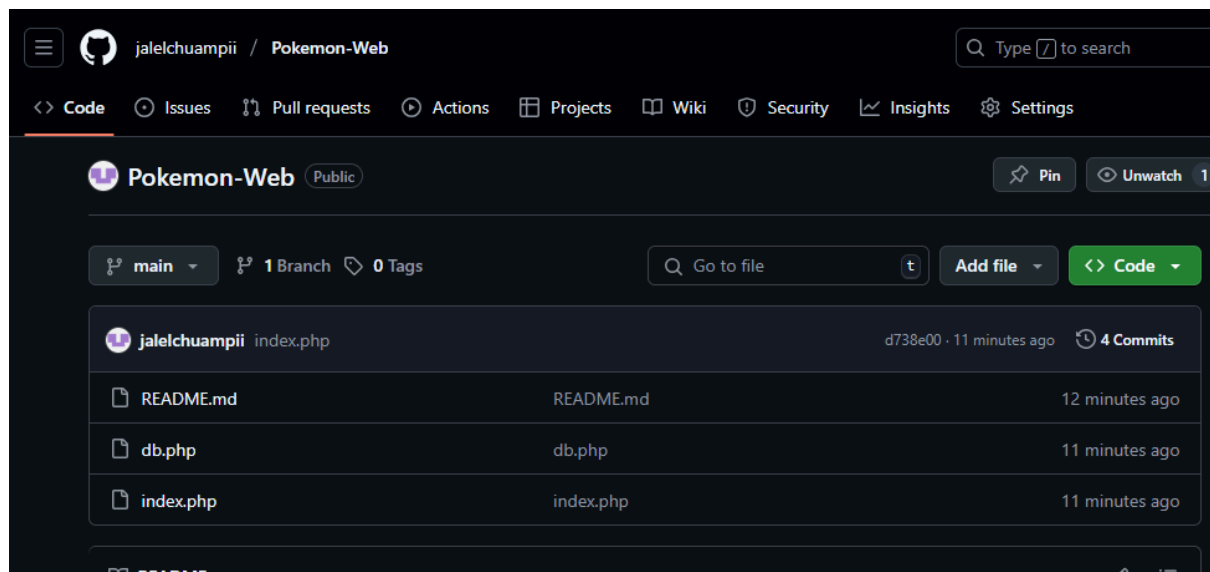 jalelchuampii / Pokemon-Web Type / to search
Code Issues Pull requests Actions Projects Wiki Security Insights Settings
Pokemon-Web Public Pin Unwatch 1
main 1 Branch 0 Tags Go to file t Add file Code
jalelchuampii index.php d738e00 · 11 minutes ago 4 Commits
README.md README.md 12 minutes ago
db.php db.php 11 minutes ago
index.php index.php 11 minutes ago